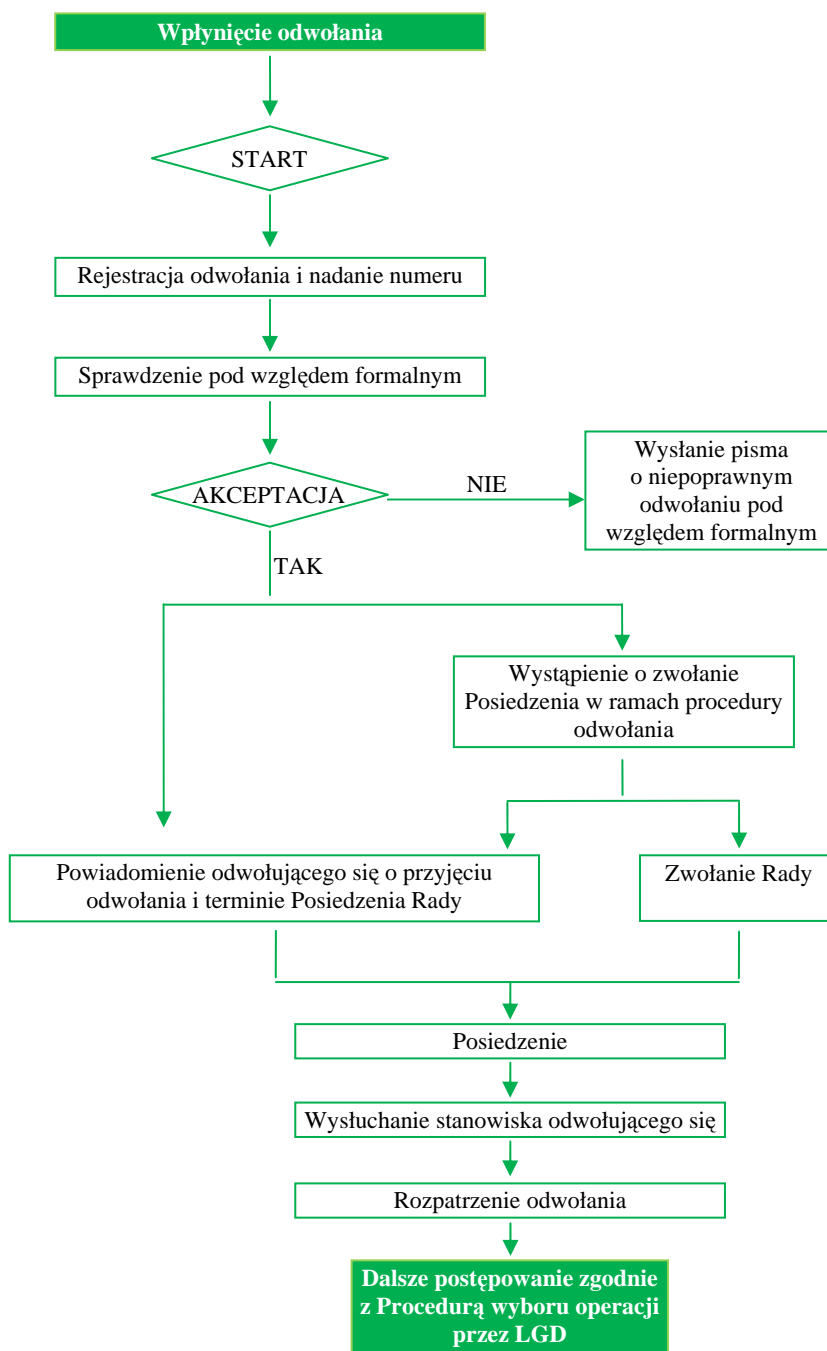 Wpłynięcie odwołania
START
Rejestracja odwołania i nadanie numeru
Sprawdzenie pod względem formalnym
AKCEPTACJA
NIE
Wysłanie pisma
o niepoprawnym
odwołaniu pod
względem formalnym
TAK
Wystąpienie o zwołanie
Posiedzenia w ramach procedury
odwołania
Powiadomienie odwołującego się o przyjęciu
odwołania i terminie Posiedzenia Rady
Zwołanie Rady
Posiedzenie
Wysłuchanie stanowiska odwołującego się
Rozpatrzenie odwołania
Dalsze postępowanie zgodnie
z Procedurą wyboru operacji
przez LGD